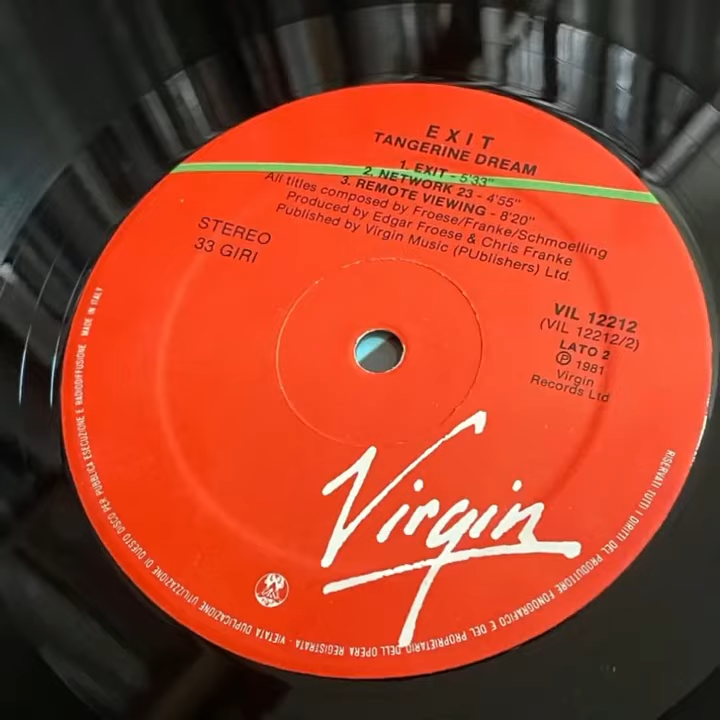 EXIT
TANGERINE DREAM
1. EXIT - 5'33"
2. NETWORK 23 - 4'55"
3. REMOTE VIEWING - 8'20"
All titles composed by Froese/Franke/Schmoelling
Produced by Edgar Froese & Chris Franke
Published by Virgin Music (PUblishers) Ltd.
STEREO
33 GIRI
VIL 12212
(VIL 12212/2)
LATO 2
Ⓟ 1981
Virgin
Records Ltd
Virgin
RISERVATI TUTTI I DIRITTI DEL PRODUTTORE FONOGRAFICO E DEL PROPRIETARIO DELL'OPERA REGISTRATA - VIETATA DUPLICAZIONE UTILIZZAZIONE DI QUESTO DISCO PER PUBBLICA ESECUZIONE E RADIODIFFUSIONE. MADE IN ITALY